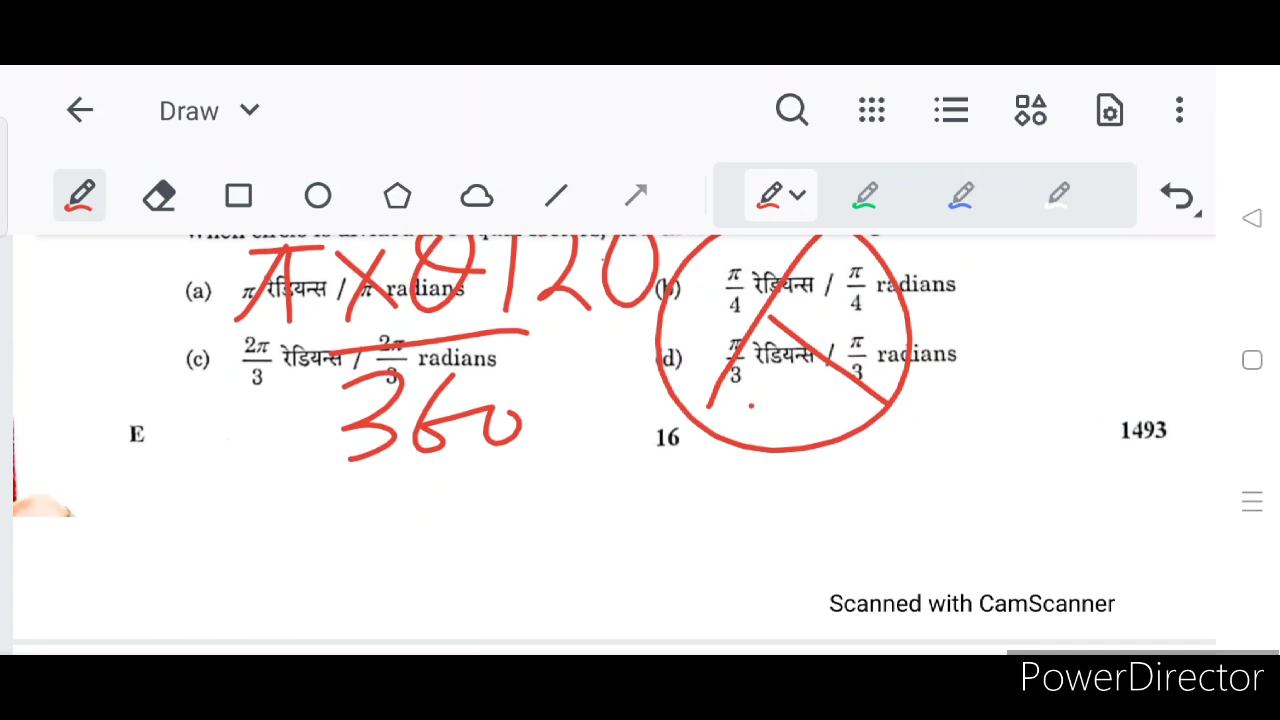 Draw
π × θ 120
(a) π रेडियन्स / π radians
(b) π/4 रेडियन्स / π/4 radians
(c) 2π/3 रेडियन्स / 2π/3 radians
(d) π/3 रेडियन्स / π/3 radians
360
E 16 1493
Scanned with CamScanner
PowerDirector